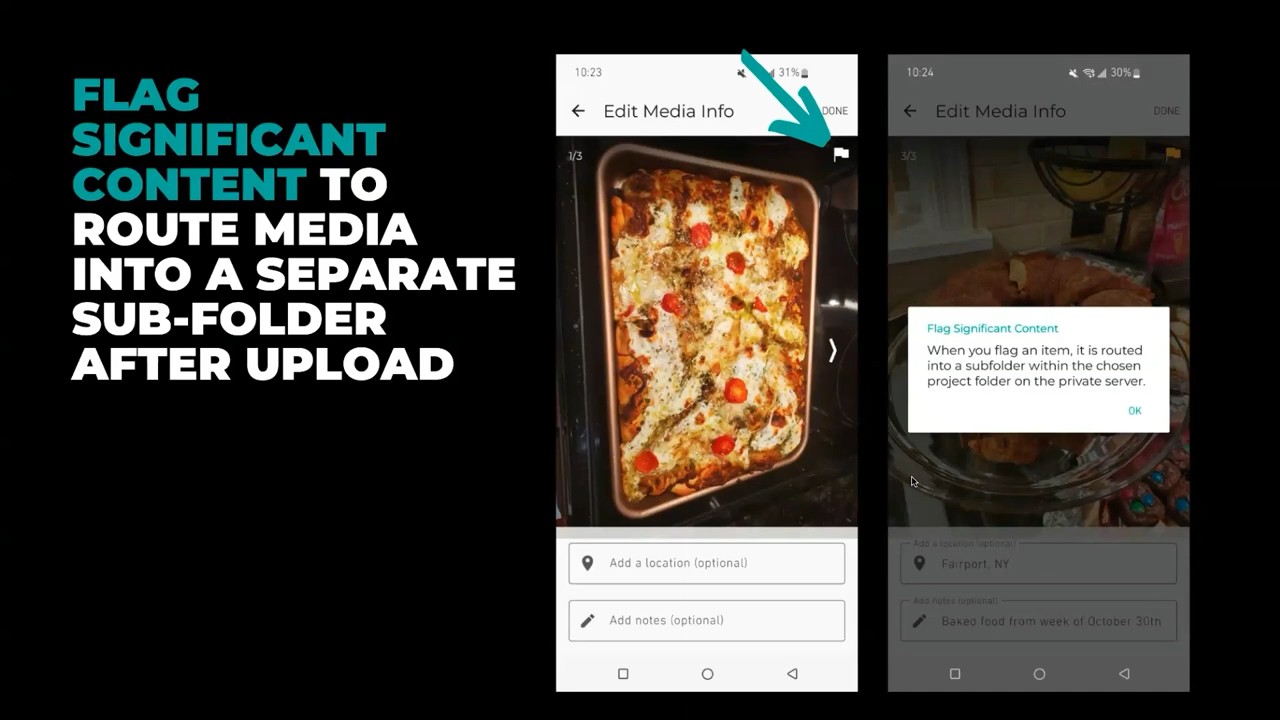 FLAG
SIGNIFICANT
CONTENT TO
ROUTE MEDIA
INTO A SEPARATE
SUB-FOLDER
AFTER UPLOAD
10:23
31%
Edit Media Info
DONE
1/3
Add a location (optional)
Add notes (optional)
10:24
30%
Edit Media Info
DONE
3/3
Flag Significant Content
When you flag an item, it is routed
into a subfolder within the chosen
project folder on the private server.
OK
Add a location (optional)
Fairport, NY
Add notes (optional)
Baked food from week of October 30th